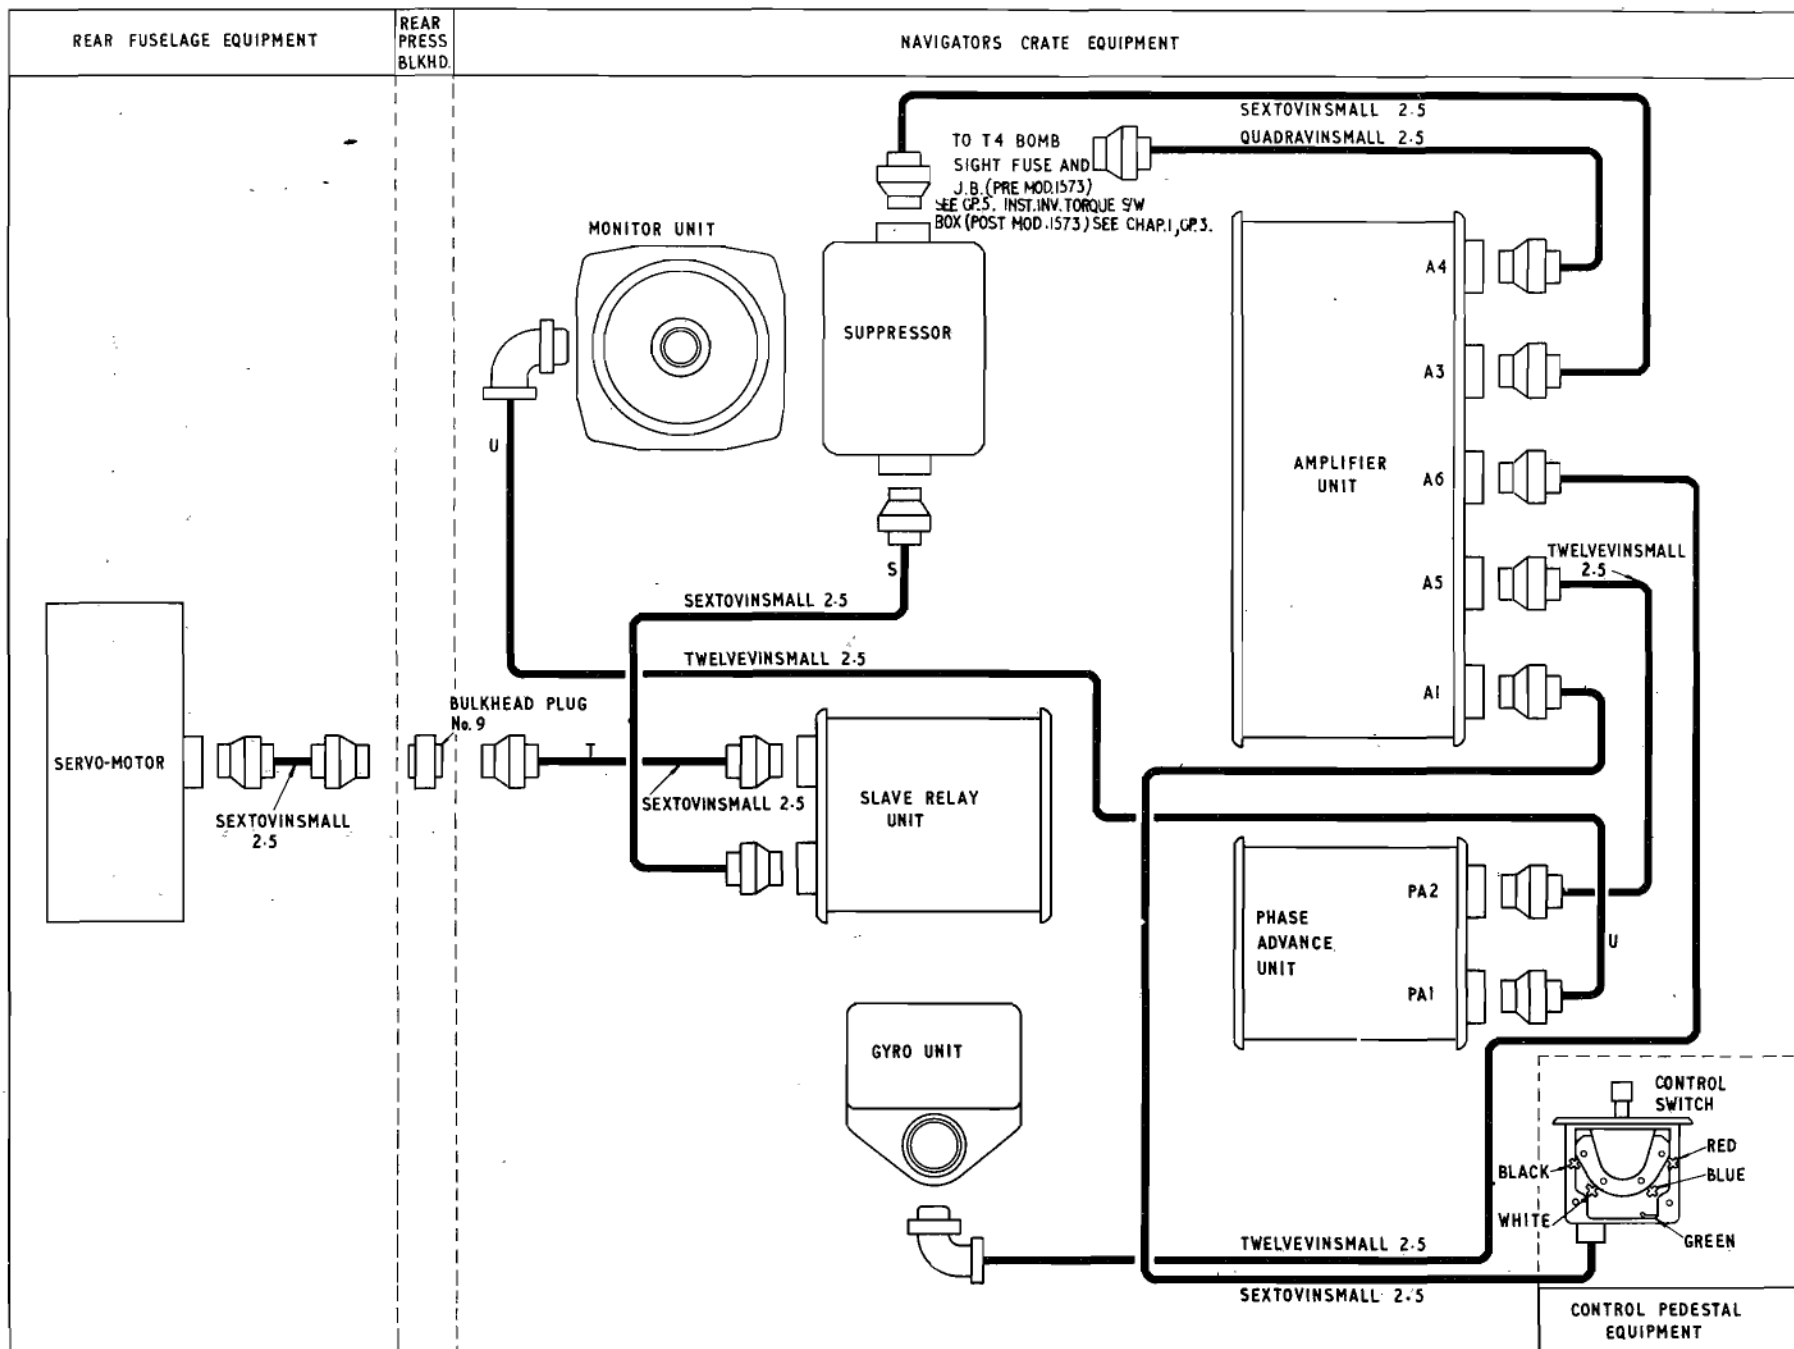 REAR FUSELAGE EQUIPMENT
REAR
PRESS
BLKHD.
NAVIGATORS CRATE EQUIPMENT
SEXTOVINSMALL 2.5
QUADRAVINSMALL 2.5
TO T4 BOMB
SIGHT FUSE AND
J.B. (PRE MOD.1573)
SEE GP.5. INST. INV. TORQUE S/W
BOX (POST MOD.1573) SEE CHAP.1, GP.3.
MONITOR UNIT
SUPPRESSOR
A4
A3
AMPLIFIER
UNIT
A6
A5
A1
U
S
TWELVEVINSMALL
2.5
SEXTOVINSMALL 2.5
TWELVEVINSMALL 2.5
BULKHEAD PLUG
No. 9
SERVO-MOTOR
T
SEXTOVINSMALL
2.5
SEXTOVINSMALL 2.5
SLAVE RELAY
UNIT
PHASE
ADVANCE
UNIT
PA2
PA1
U
GYRO UNIT
CONTROL
SWITCH
RED
BLACK
BLUE
WHITE
GREEN
TWELVEVINSMALL 2.5
SEXTOVINSMALL 2.5
CONTROL PEDESTAL
EQUIPMENT